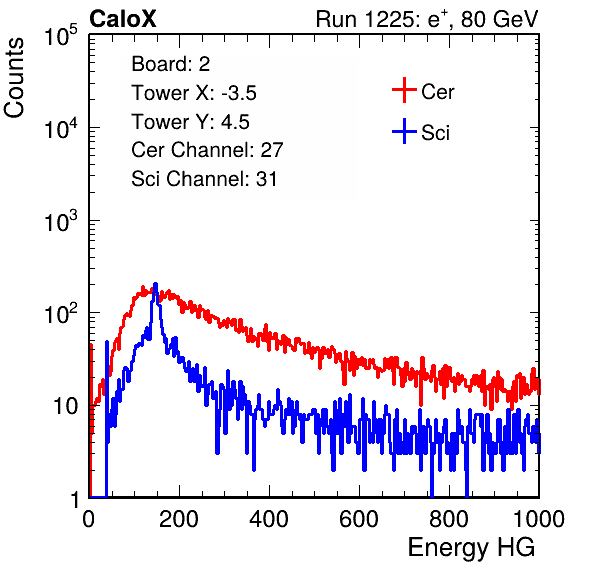 CaloX Run 1225: e⁺, 80 GeV
Counts
Board: 2
Tower X: -3.5
Tower Y: 4.5
Cer Channel: 27
Sci Channel: 31
Cer
Sci
10⁵
10⁴
10³
10²
10
1
0 200 400 600 800 1000
Energy HG